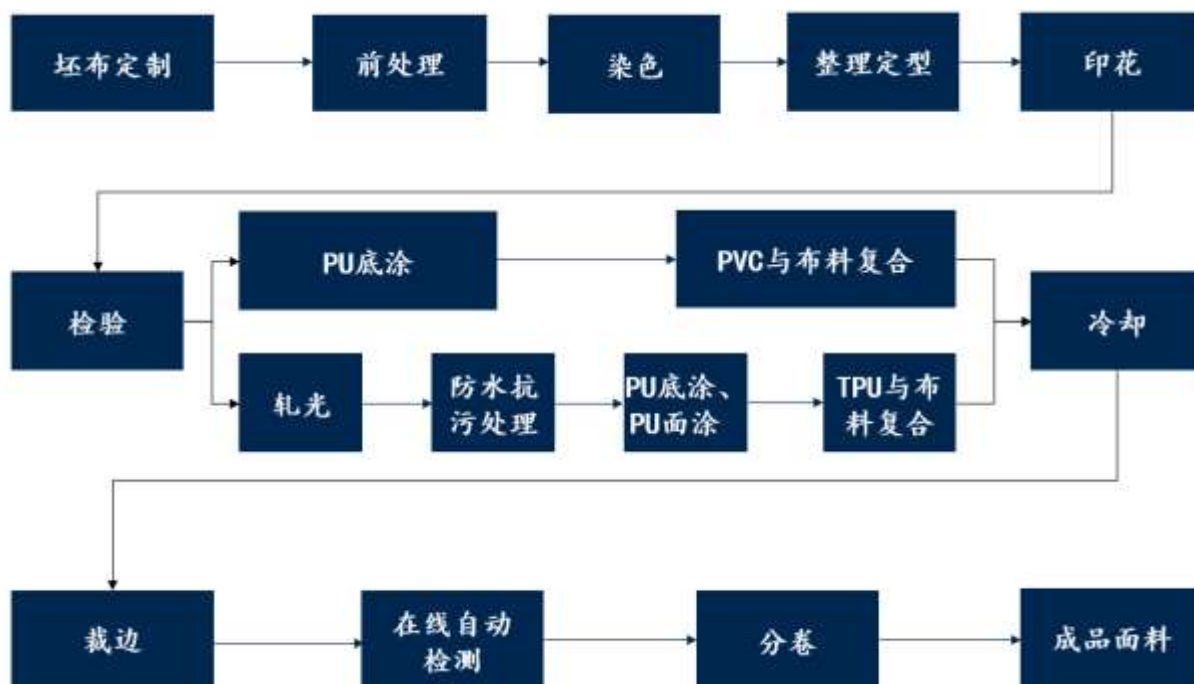 坯布定制
前处理
染色
整理定型
印花
检验
PU底涂
PVC与布料复合
轧光
防水抗
污处理
PU底涂、
PU面涂
TPU与布
料复合
冷却
裁边
在线自动
检测
分卷
成品面料